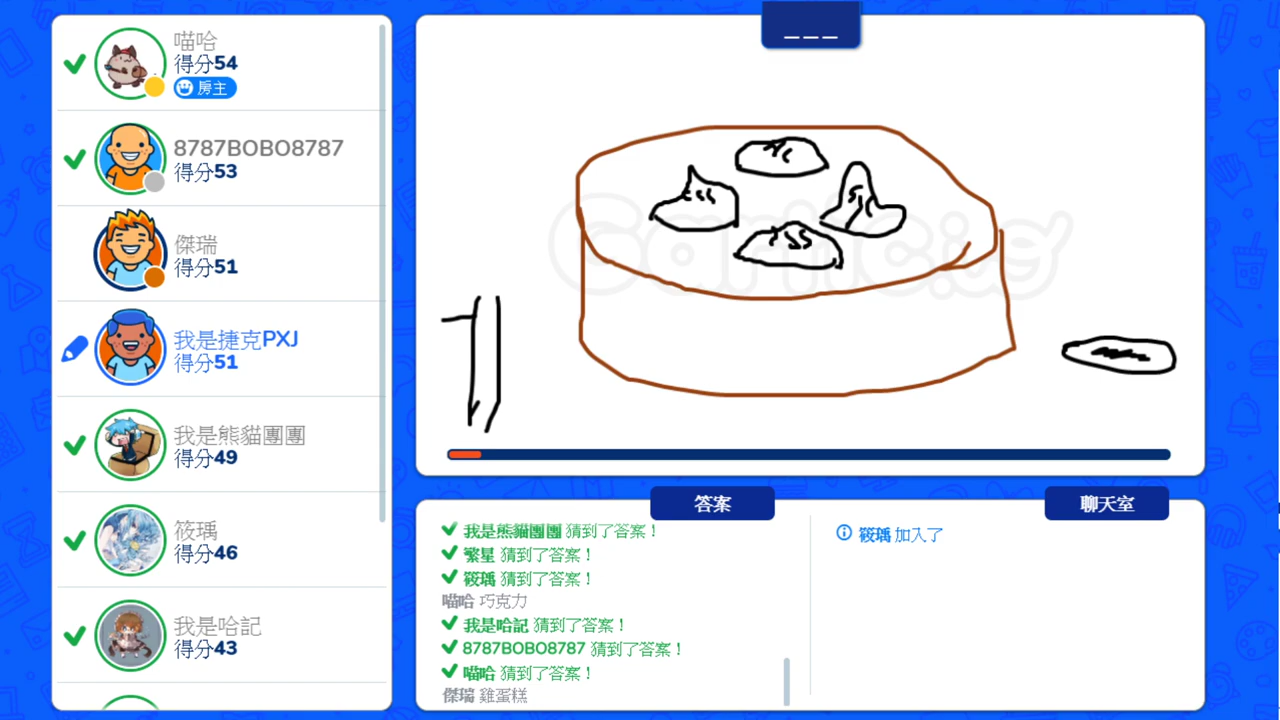 喵哈
得分54
房主
8787BOBO8787
得分53
傑瑞
得分51
我是捷克PXJ
得分51
我是熊貓團團
得分49
筱瑀
得分46
我是哈記
得分43
_ _ _
Gartic.io
答案
我是熊貓團團 猜到了答案！
繁星 猜到了答案！
筱瑀 猜到了答案！
喵哈 巧克力
我是哈記 猜到了答案！
8787BOBO8787 猜到了答案！
喵哈 猜到了答案！
傑瑞 雞蛋糕
聊天室
筱瑀 加入了